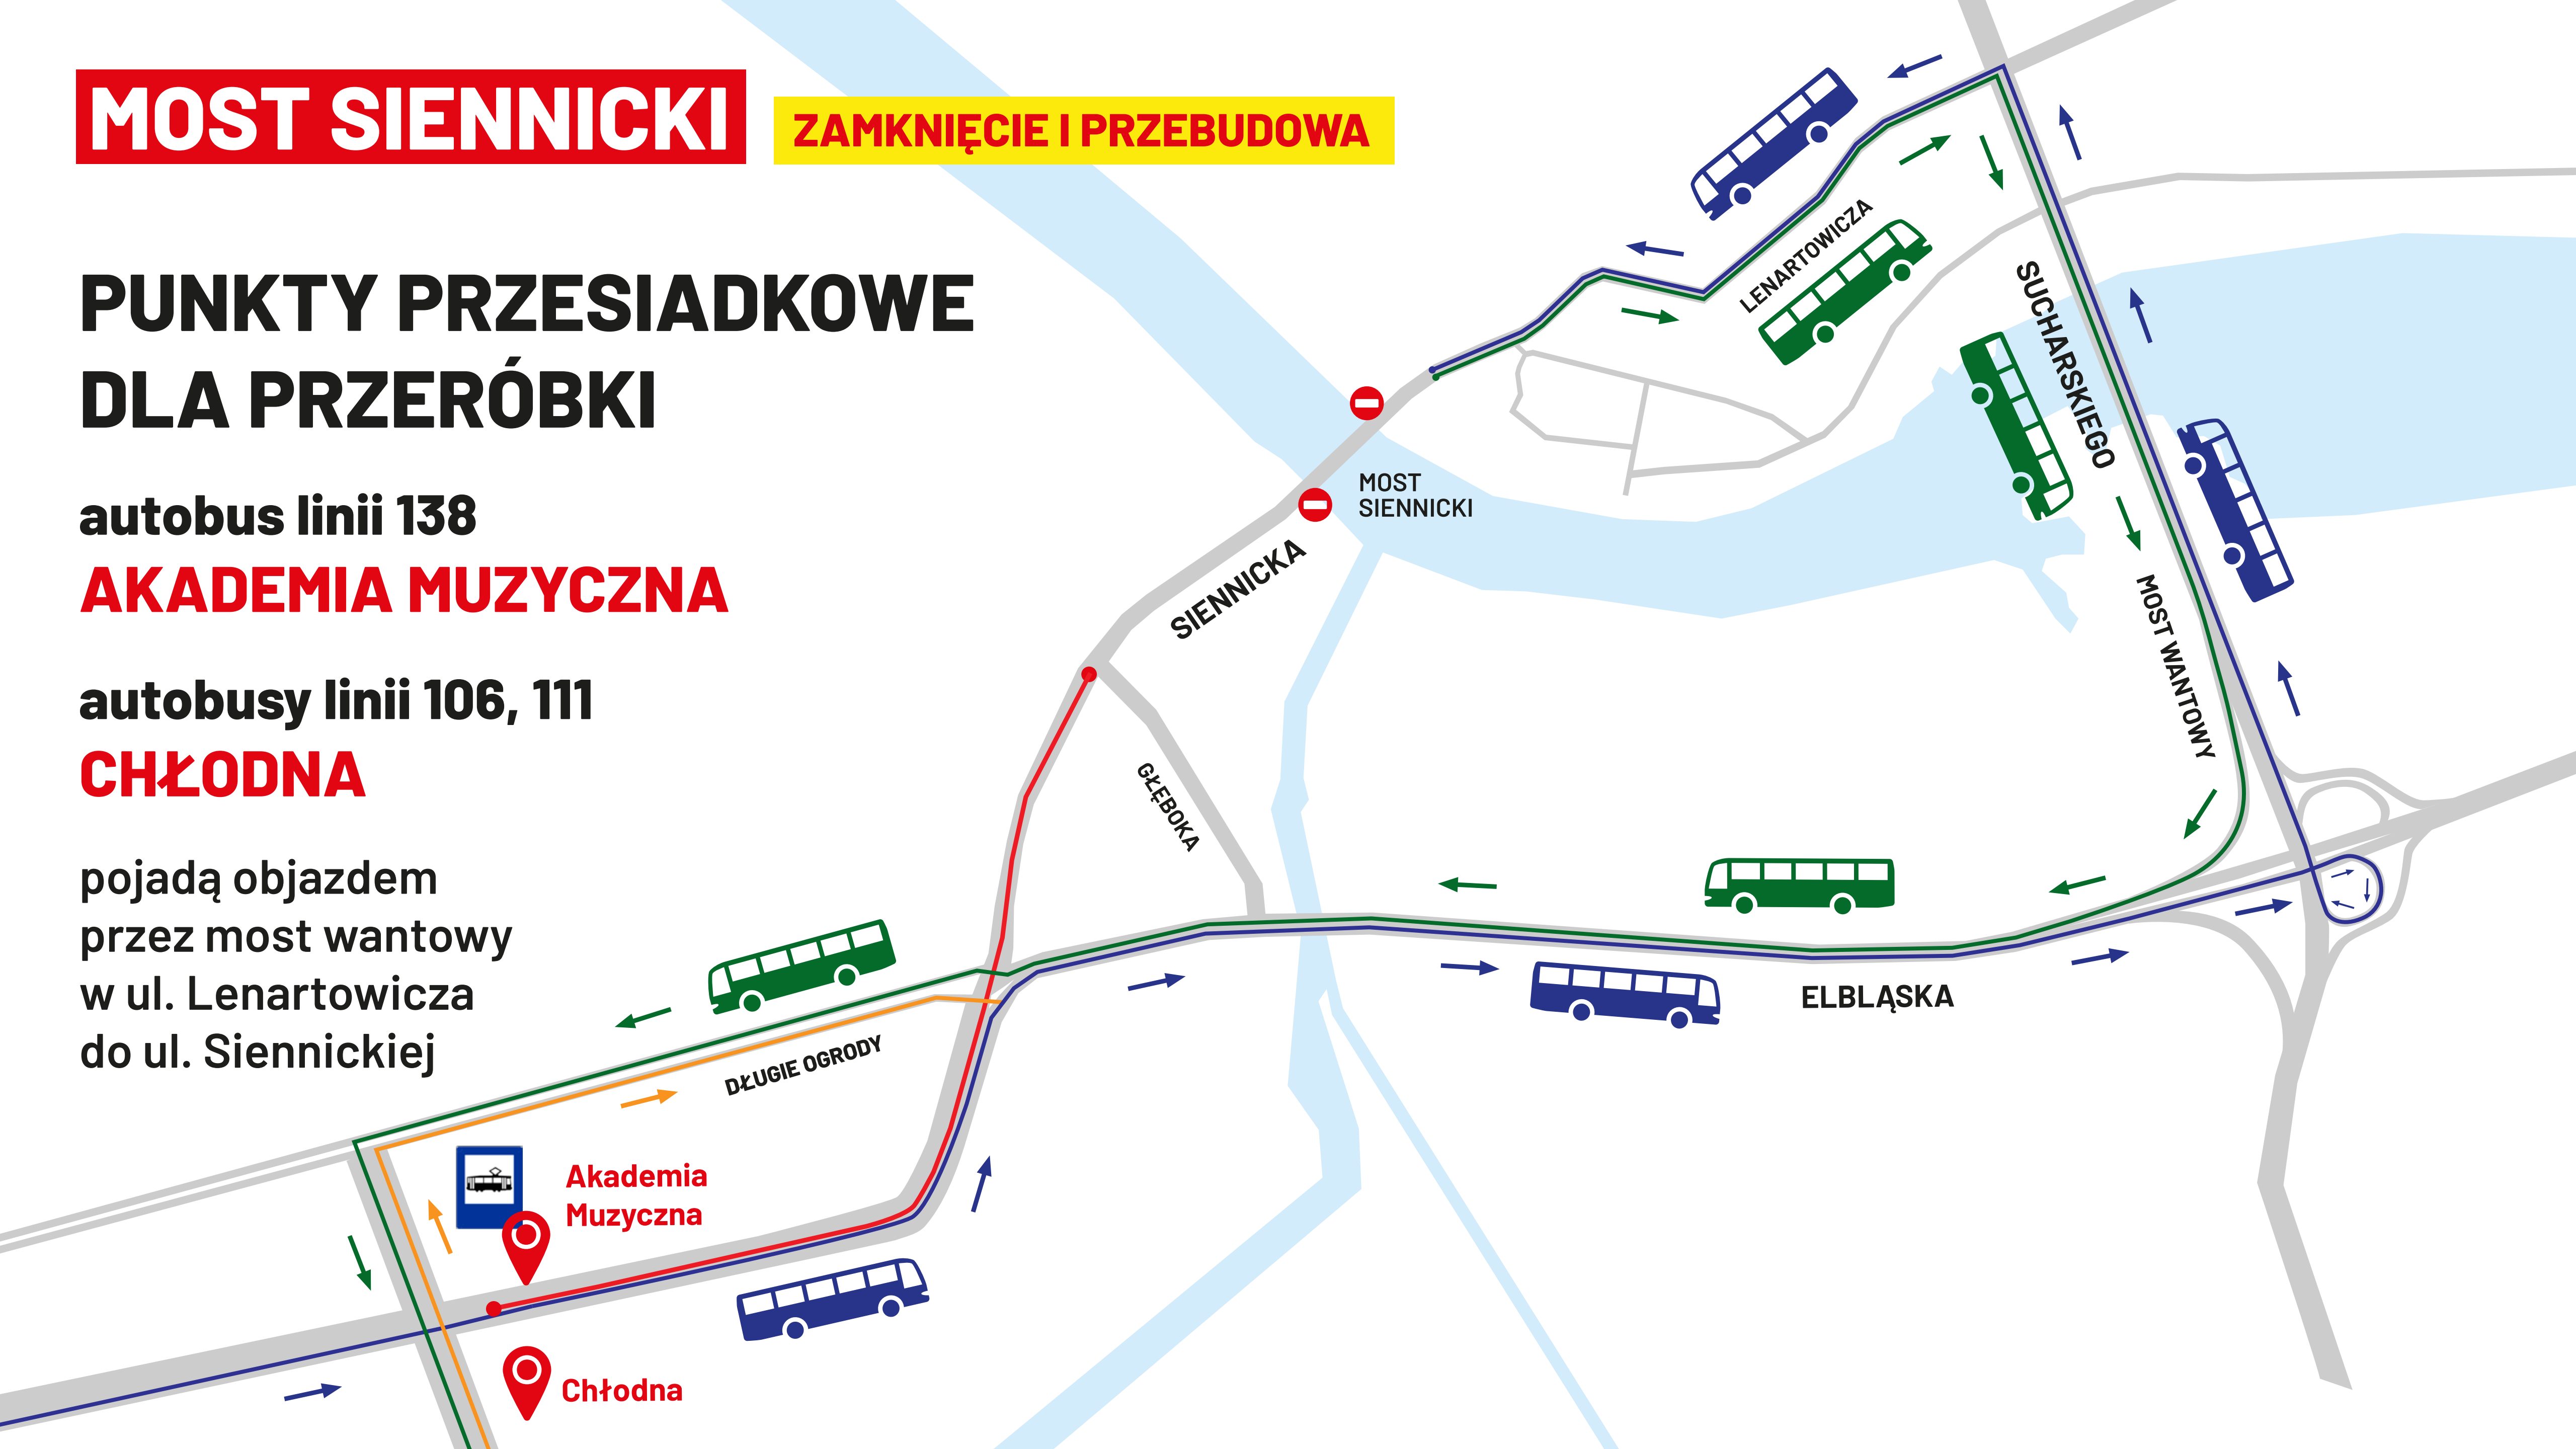 MOST SIENNICKI
ZAMKNIĘCIE I PRZEBUDOWA
PUNKTY PRZESIADKOWE
DLA PRZERÓBKI
autobus linii 138
AKADEMIA MUZYCZNA
autobusy linii 106, 111
CHŁODNA
pojadą objazdem
przez most wantowy
w ul. Lenartowicza
do ul. Siennickiej
LENARTOWICZA
SUCHARSKIEGO
MOST
SIENNICKI
SIENNICKA
MOST WANTOWY
GŁĘBOKA
ELBLĄSKA
DŁUGIE OGRODY
Akademia
Muzyczna
Chłodna